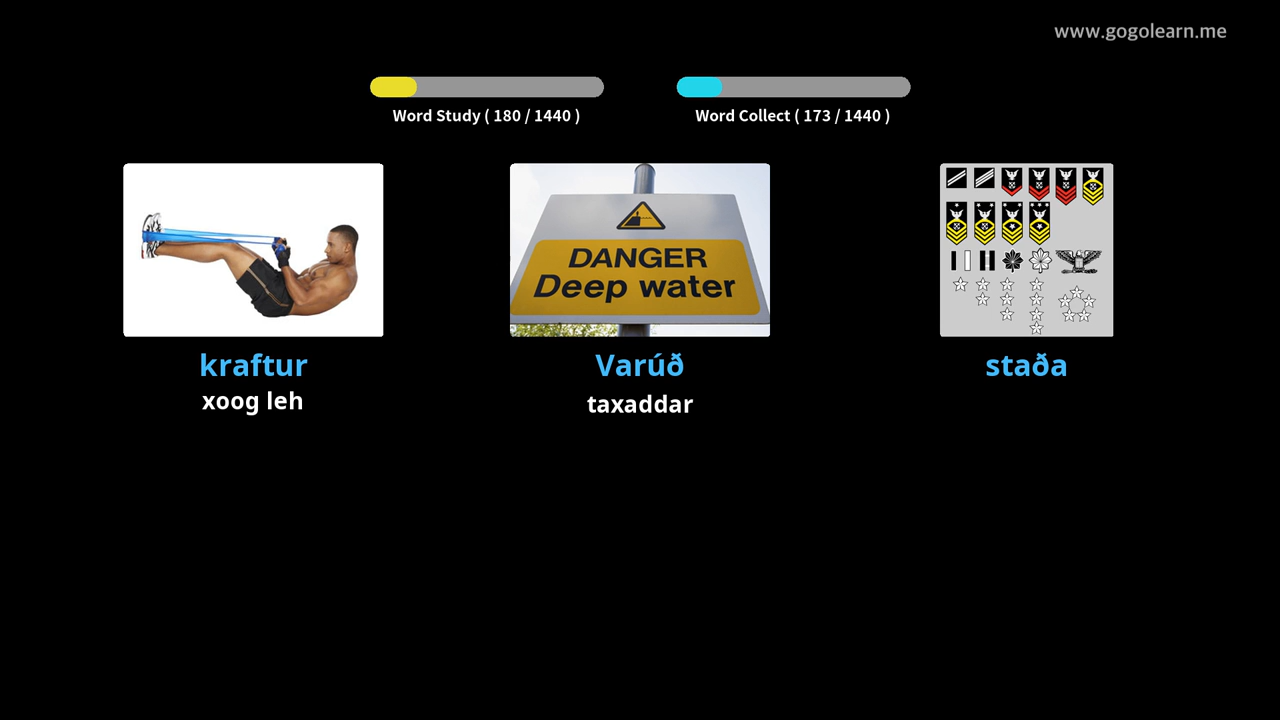 www.gogolearn.me
Word Study ( 180 / 1440 )
Word Collect ( 173 / 1440 )
DANGER
Deep water
kraftur
Varúð
staða
xoog leh
taxaddar